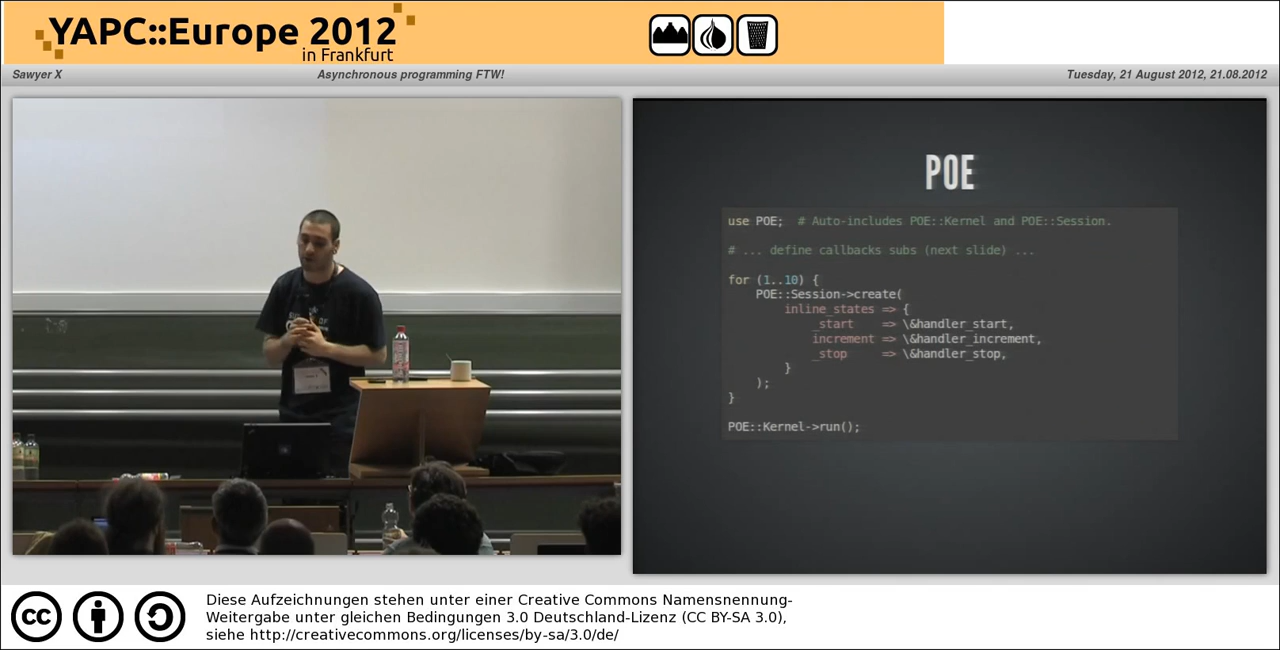 YAPC::Europe 2012
in Frankfurt
Sawyer X
Asynchronous programming FTW!
Tuesday, 21 August 2012, 21.08.2012
POE
use POE;  # Auto-includes POE::Kernel and POE::Session.
# ... define callbacks subs (next slide) ...
for (1..10) {
    POE::Session->create(
        inline_states => {
            _start    => \&handler_start,
            increment => \&handler_increment,
            _stop     => \&handler_stop,
        }
    );
}
POE::Kernel->run();
cc
Diese Aufzeichnungen stehen unter einer Creative Commons Namensnennung-
Weitergabe unter gleichen Bedingungen 3.0 Deutschland-Lizenz (CC BY-SA 3.0),
siehe http://creativecommons.org/licenses/by-sa/3.0/de/